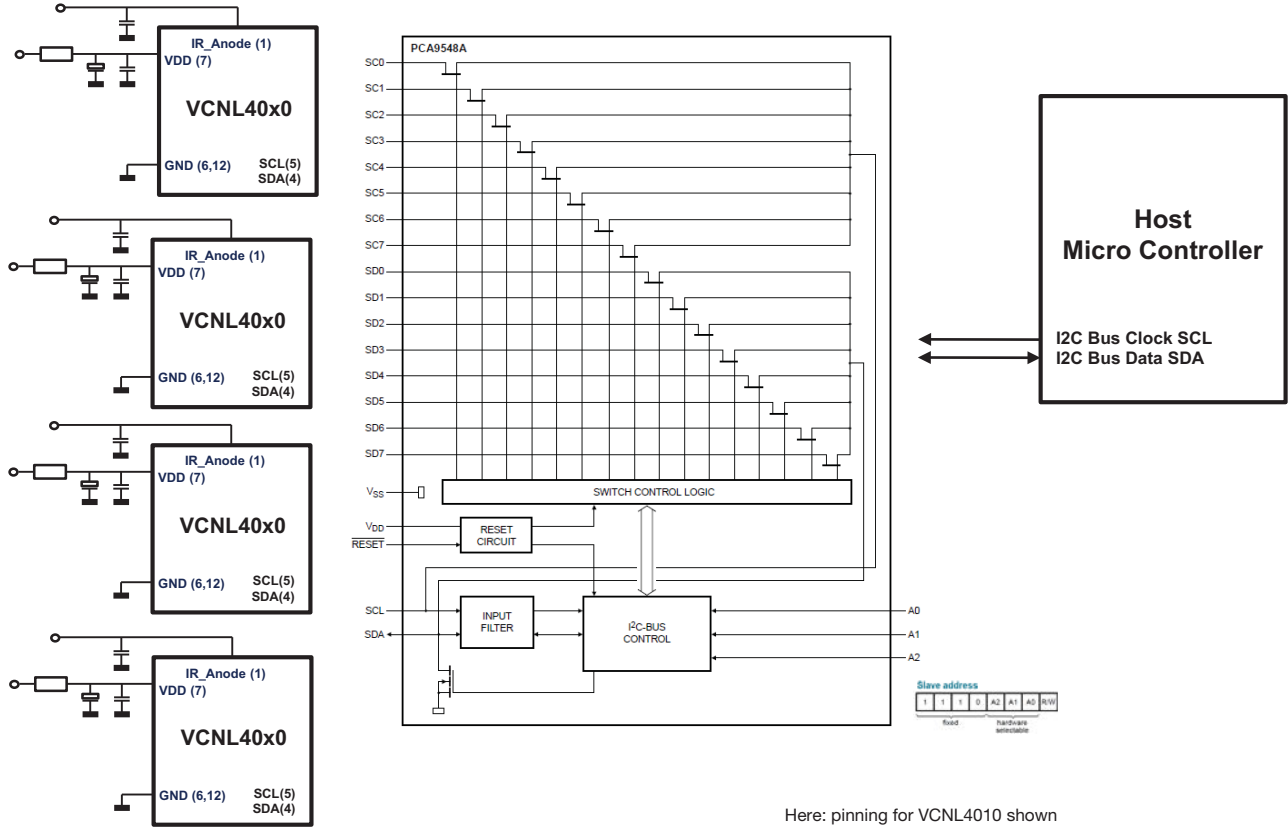 IR_Anode (1)
VDD (7)
VCNL40x0
GND (6,12)
SCL(5)
SDA(4)
IR_Anode (1)
VDD (7)
VCNL40x0
GND (6,12)
SCL(5)
SDA(4)
IR_Anode (1)
VDD (7)
VCNL40x0
GND (6,12)
SCL(5)
SDA(4)
IR_Anode (1)
VDD (7)
VCNL40x0
GND (6,12)
SCL(5)
SDA(4)
PCA9548A
SC0
SC1
SC2
SC3
SC4
SC5
SC6
SC7
SD0
SD1
SD2
SD3
SD4
SD5
SD6
SD7
VSS
SWITCH CONTROL LOGIC
VDD
RESET
RESET
CIRCUIT
SCL
SDA
INPUT
FILTER
I²C-BUS
CONTROL
A0
A1
A2
Slave address
1 1 1 0 A2 A1 A0 R/W
fixed
hardware
selectable
Host
Micro Controller
I2C Bus Clock SCL
I2C Bus Data SDA
Here: pinning for VCNL4010 shown